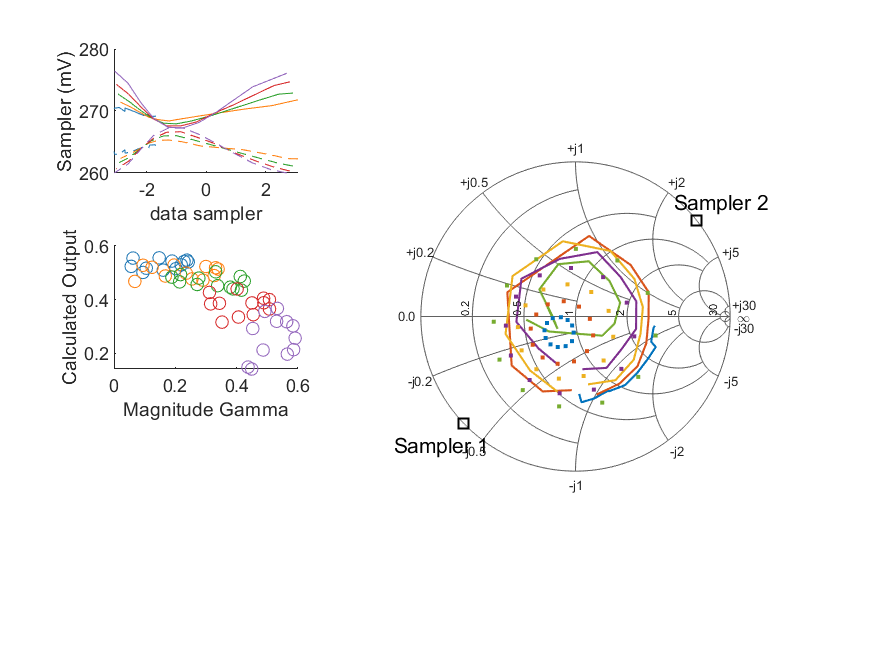 280
270
260
Sampler (mV)
-2 0 2
data sampler
0.6
0.4
0.2
Calculated Output
0 0.2 0.4 0.6
Magnitude Gamma
+j1
+j0.5
+j2
Sampler 2
+j0.2
+j5
0.0
0.2
0.5
1
2
5
30
+j30
∞
-j30
-j0.2
-j5
Sampler 1
-j0.5
-j2
-j1